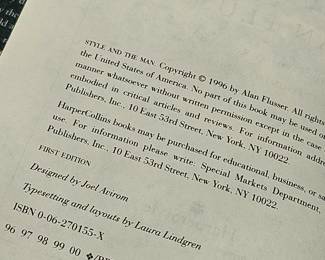 STYLE AND THE MAN. Copyright © 1996 by Alan Flusser. All rights
the United States of America. No part of this book may be used o
manner whatsoever without written permission except in the case
embodied in critical articles and reviews. For information addre
Publishers, Inc., 10 East 53rd Street, New York, NY 10022.
HarperCollins books may be purchased for educational, business, or sa
use. For information please write: Special Markets Department,
Publishers, Inc., 10 East 53rd Street, New York, NY 10022.
FIRST EDITION
Designed by Joel Avirom
Typesetting and layouts by Laura Lindgren
ISBN 0-06-270155-X
96 97 98 99 00 ❖/